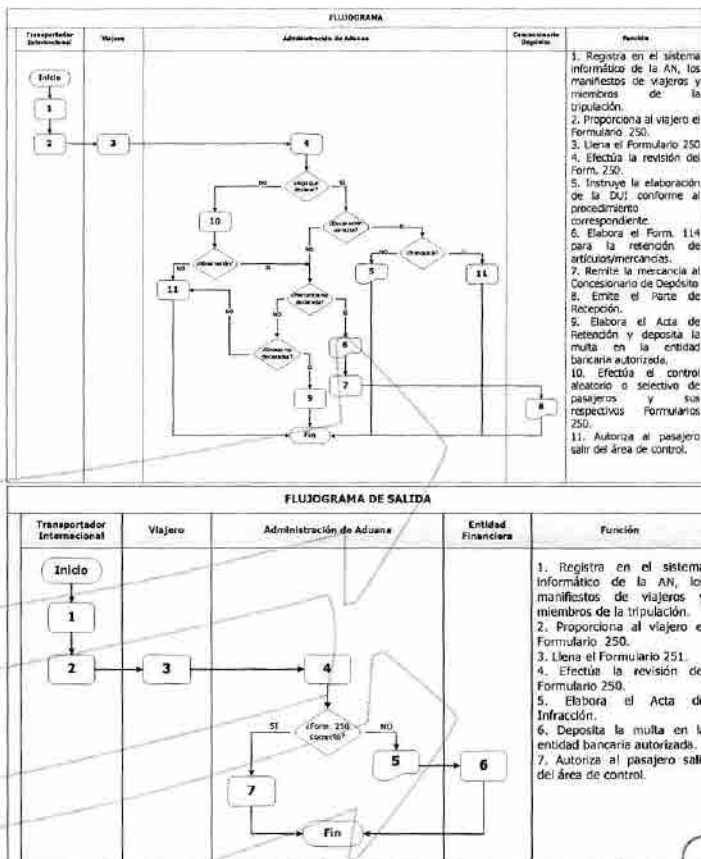 FLUJOGRAMA
Transportador Internacional
Viajero
Administración de Aduana
Concesionario Depósito
Función
Inicio
1
2
3
4
¿Algo que declarar?
NO
SI
10
NO
SI
5
11
11
NO
NO
SI
6
7
9
8
Fin
1. Registra en el sistema
informático de la AN, los
manifiestos de viajeros y
miembros de la
tripulación.
2. Proporciona al viajero el
Formulario 250.
3. Llena el Formulario 250
4. Efectúa la revisión del
Form. 250.
5. Instruye la elaboración
de la DUI conforme al
procedimiento
correspondiente.
6. Elabora el Form. 114
para la retención de
artículos/mercancías.
7. Remite la mercancía al
Concesionario de Depósito
8. Emite el Parte de
Recepción.
9. Elabora el Acta de
Retención y deposita la
multa en la entidad
bancaria autorizada.
10. Efectúa el control
aleatorio o selectivo de
pasajeros y sus
respectivos Formularios
250.
11. Autoriza al pasajero
salir del área de control.
FLUJOGRAMA DE SALIDA
Transportador
Internacional
Viajero
Administración de Aduana
Entidad
Financiera
Función
Inicio
1
2
3
4
¿Form. 250
correcto?
SI
NO
5
6
7
Fin
1. Registra en el sistema
informático de la AN, los
manifiestos de viajeros y
miembros de la tripulación.
2. Proporciona al viajero e
Formulario 250.
3. Llena el Formulario 251.
4. Efectúa la revisión de
Formulario 250.
5. Elabora el Acta de
Infracción.
6. Deposita la multa en la
entidad bancaria autorizada.
7. Autoriza al pasajero sali
del área de control.